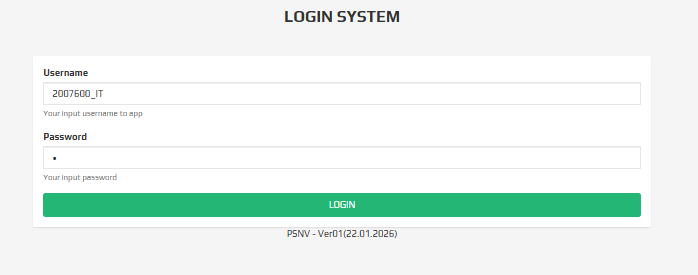 LOGIN SYSTEM
Username
2007600_IT
Your input username to app
Password
•
Your input password
LOGIN
PSNV - Ver01(22.01.2026)